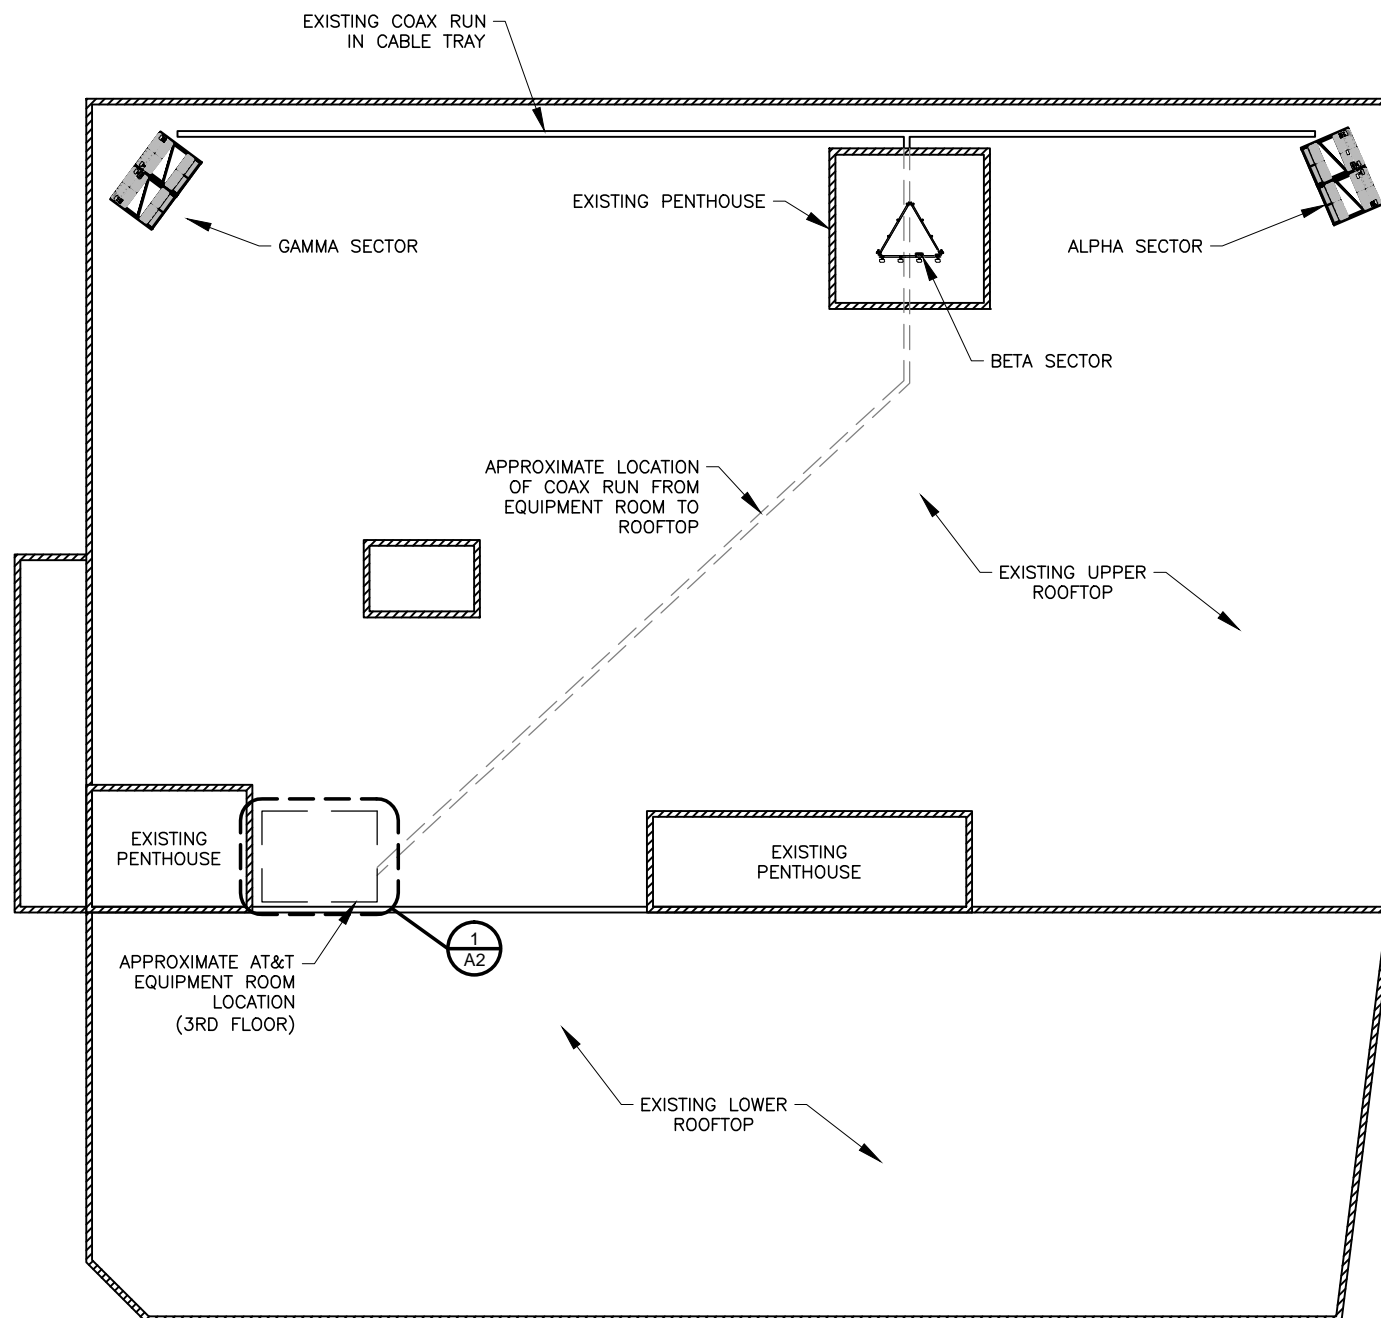 EXISTING COAX RUN
IN CABLE TRAY
EXISTING PENTHOUSE
GAMMA SECTOR
ALPHA SECTOR
BETA SECTOR
APPROXIMATE LOCATION
OF COAX RUN FROM
EQUIPMENT ROOM TO
ROOFTOP
EXISTING UPPER
ROOFTOP
EXISTING
PENTHOUSE
EXISTING
PENTHOUSE
1
A2
APPROXIMATE AT&T
EQUIPMENT ROOM
LOCATION
(3RD FLOOR)
EXISTING LOWER
ROOFTOP